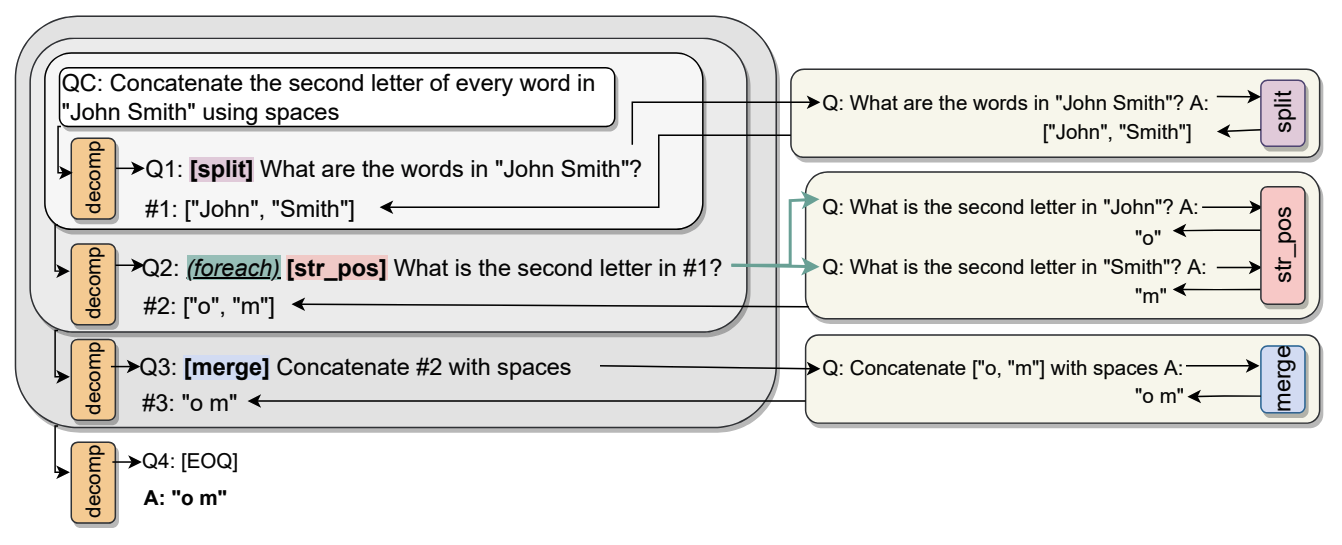 QC: Concatenate the second letter of every word in
"John Smith" using spaces
decomp
Q1: [split] What are the words in "John Smith"?
#1: ["John", "Smith"]
Q: What are the words in "John Smith"? A:
["John", "Smith"]
split
decomp
Q2: (foreach) [str_pos] What is the second letter in #1?
#2: ["o", "m"]
Q: What is the second letter in "John"? A:
"o"
Q: What is the second letter in "Smith"? A:
"m"
str_pos
decomp
Q3: [merge] Concatenate #2 with spaces
#3: "o m"
Q: Concatenate ["o, "m"] with spaces A:
"o m"
merge
decomp
Q4: [EOQ]
A: "o m"